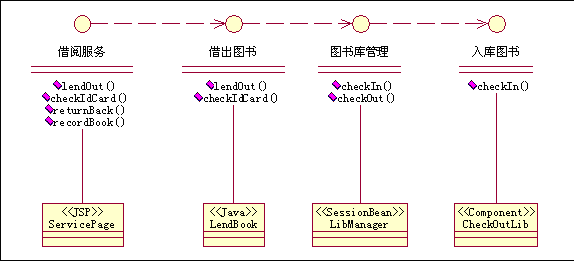 借阅服务
lendOut()
checkIdCard()
returnBack()
recordBook()
<<JSP>>
ServicePage
借出图书
lendOut()
checkIdCard()
<<Java>>
LendBook
图书库管理
checkIn()
checkOut()
<<SessionBean>>
LibManager
入库图书
checkIn()
<<Component>>
CheckOutLib